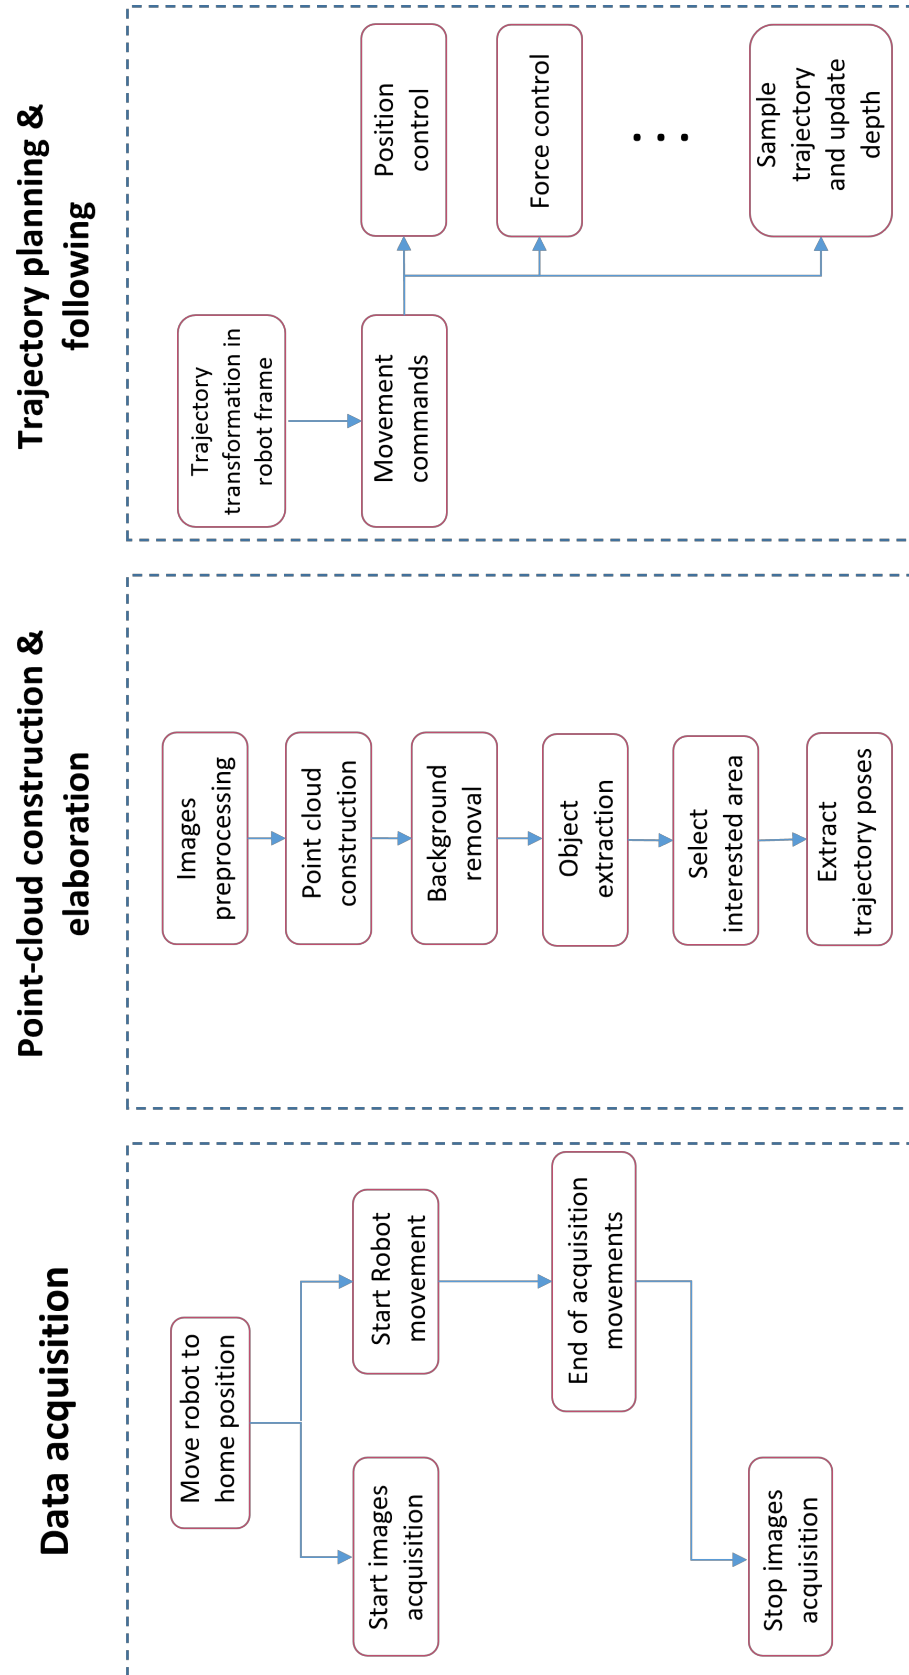 Data acquisition
Move robot to
home position
Start images
acquisition
Start Robot
movement
End of acquisition
movements
Stop images
acquisition
Point-cloud construction &
elaboration
Images
preprocessing
Point cloud
construction
Background
removal
Object
extraction
Select
interested area
Extract
trajectory poses
Trajectory planning &
following
Trajectory
transformation in
robot frame
Movement
commands
Position
control
Force control
. . .
Sample
trajectory
and update
depth